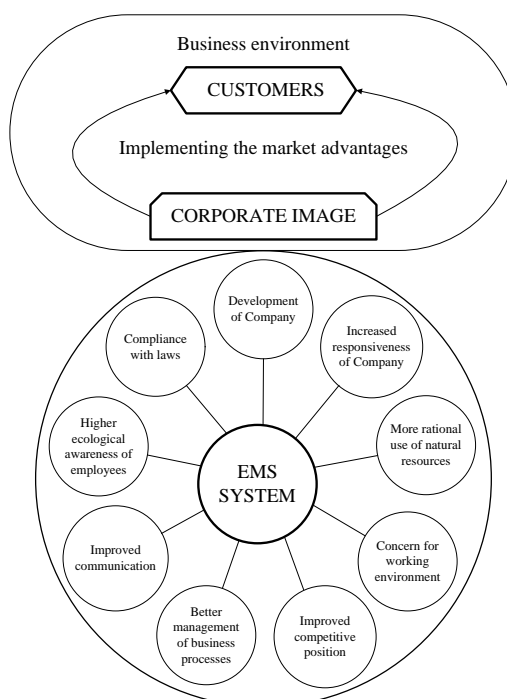 Business environment
CUSTOMERS
Implementing the market advantages
CORPORATE IMAGE
Development
of Company
Increased
responsiveness
of Company
Compliance
with laws
More rational
use of natural
resources
Higher
ecological
awareness of
employees
EMS
SYSTEM
Improved
communication
Concern for
working
environment
Better
management
of business
processes
Improved
competitive
position